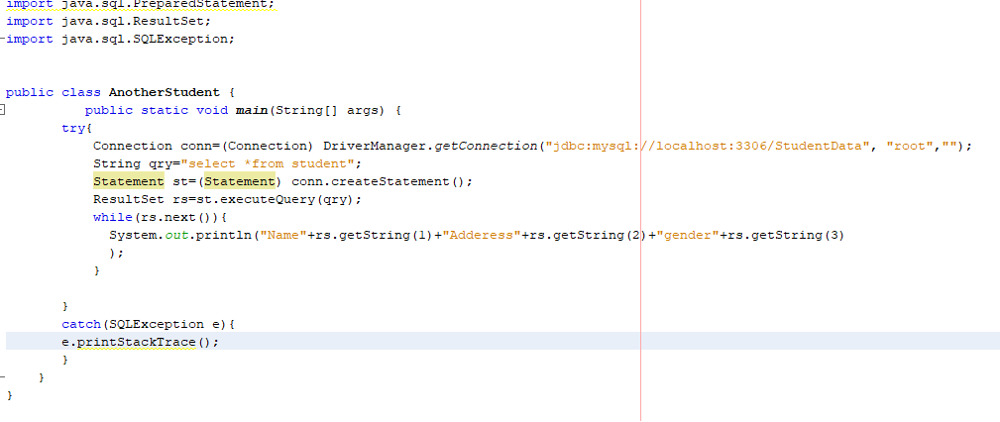 import java.sql.PreparedStatement;
import java.sql.ResultSet;
import java.sql.SQLException;
public class AnotherStudent {
public static void main(String[] args) {
try{
Connection conn=(Connection) DriverManager.getConnection("jdbc:mysql://localhost:3306/StudentData", "root","");
String qry="select *from student";
Statement st=(Statement) conn.createStatement();
ResultSet rs=st.executeQuery(qry);
while(rs.next()){
System.out.println("Name"+rs.getString(1)+"Adderess"+rs.getString(2)+"gender"+rs.getString(3)
);
}
}
catch(SQLException e){
e.printStackTrace();
}
}
}